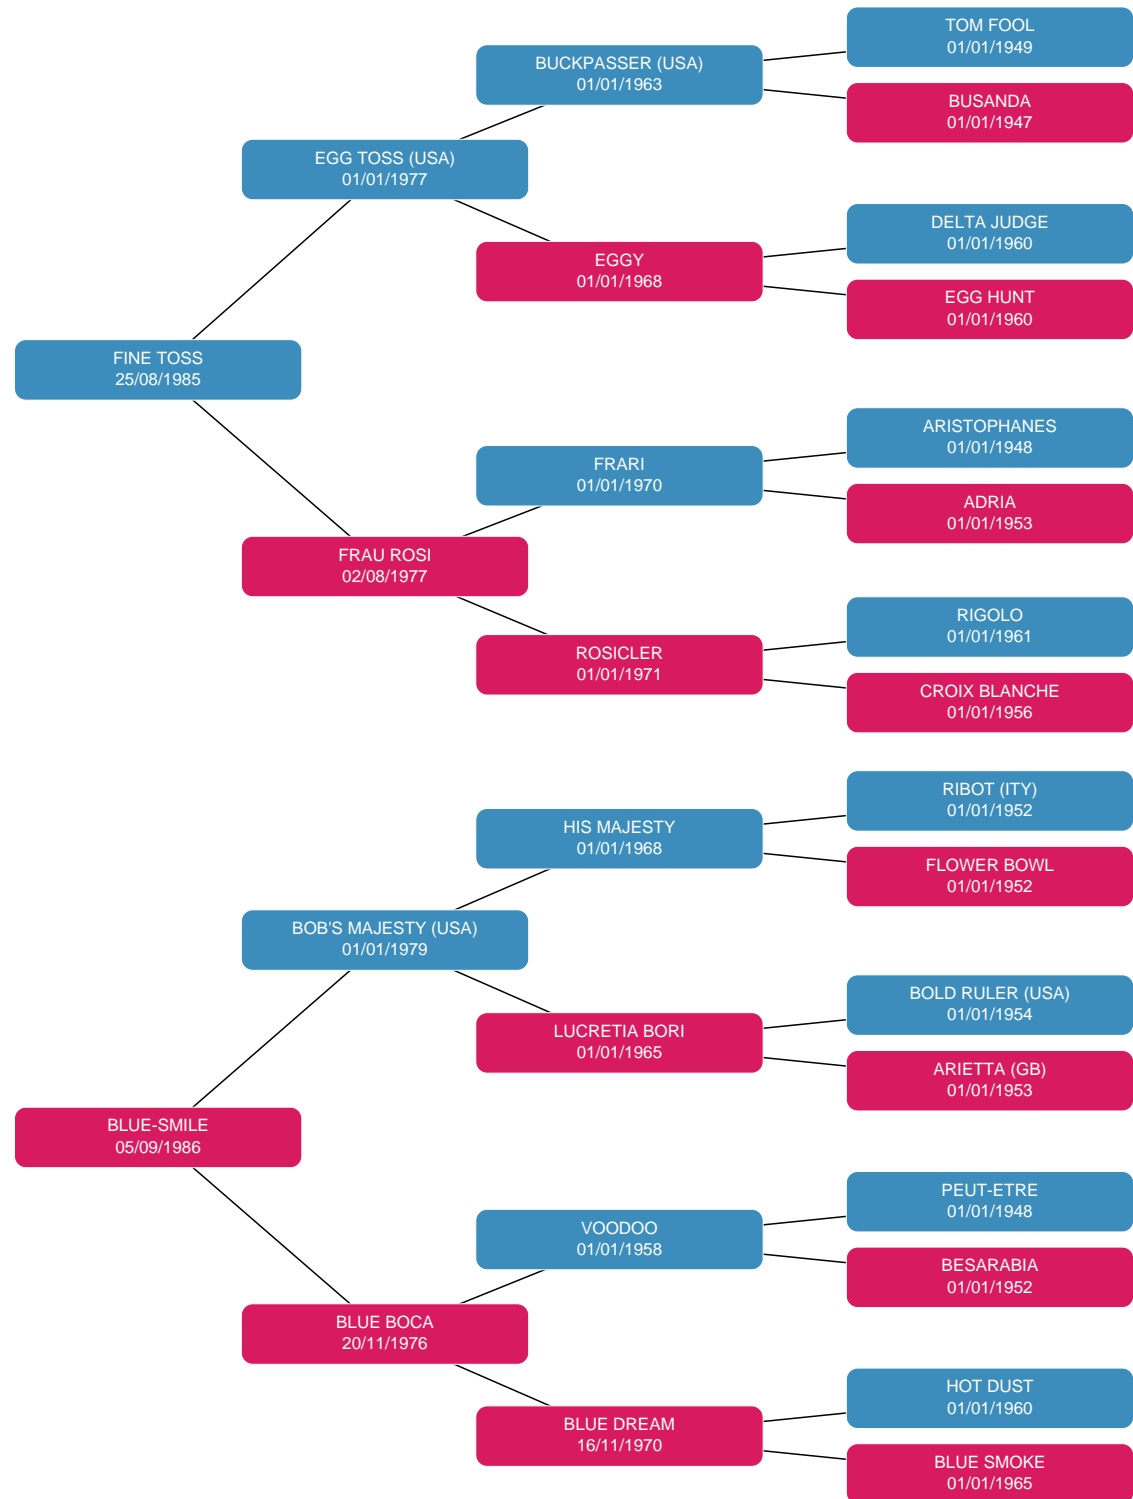 TOM FOOL
01/01/1949
BUCKPASSER (USA)
01/01/1963
BUSANDA
01/01/1947
EGG TOSS (USA)
01/01/1977
DELTA JUDGE
01/01/1960
EGGY
01/01/1968
EGG HUNT
01/01/1960
FINE TOSS
25/08/1985
ARISTOPHANES
01/01/1948
FRARI
01/01/1970
ADRIA
01/01/1953
FRAU ROSI
02/08/1977
RIGOLO
01/01/1961
ROSICLER
01/01/1971
CROIX BLANCHE
01/01/1956
RIBOT (ITY)
01/01/1952
HIS MAJESTY
01/01/1968
FLOWER BOWL
01/01/1952
BOB'S MAJESTY (USA)
01/01/1979
BOLD RULER (USA)
01/01/1954
LUCRETIA BORI
01/01/1965
ARIETTA (GB)
01/01/1953
BLUE-SMILE
05/09/1986
PEUT-ETRE
01/01/1948
VOODOO
01/01/1958
BESARABIA
01/01/1952
BLUE BOCA
20/11/1976
HOT DUST
01/01/1960
BLUE DREAM
16/11/1970
BLUE SMOKE
01/01/1965